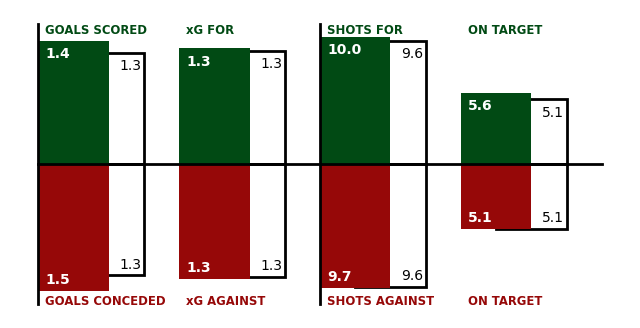 GOALS SCORED xG FOR SHOTS FOR ON TARGET
1.4 1.3 1.3 1.3 10.0 9.6 5.6 5.1
1.5 1.3 1.3 1.3 9.7 9.6 5.1 5.1
GOALS CONCEDED xG AGAINST SHOTS AGAINST ON TARGET